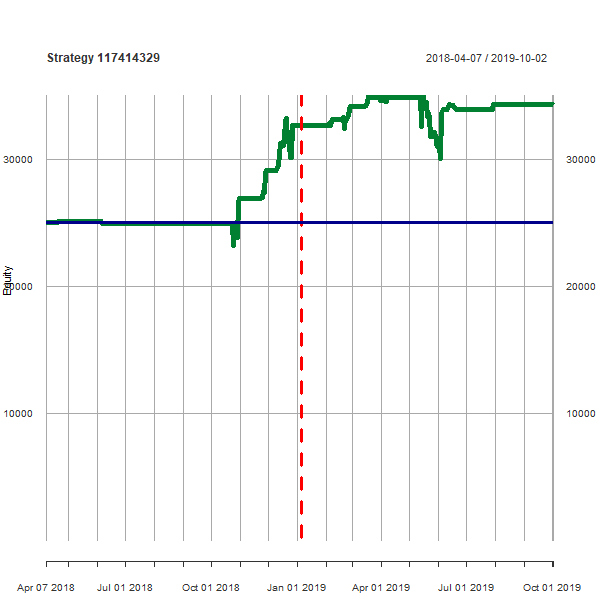 Strategy 117414329
2018-04-07 / 2019-10-02
30000
30000
Equity
20000
20000
10000
10000
Apr 07 2018
Jul 01 2018
Oct 01 2018
Jan 01 2019
Apr 01 2019
Jul 01 2019
Oct 01 2019